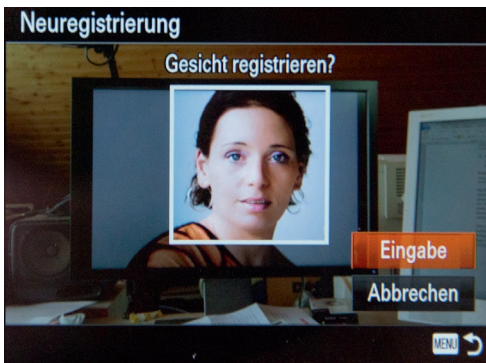 Neuregistrierung
Gesicht registrieren?
Eingabe
Abbrechen
MENU